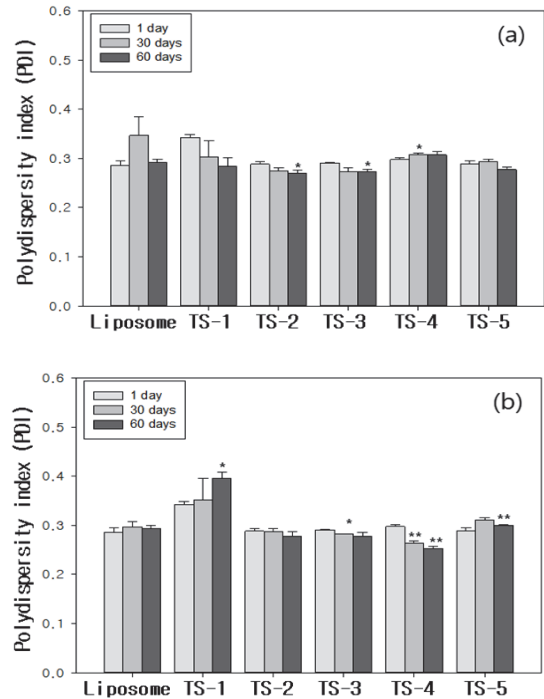 0.6
(a)
1 day
30 days
60 days
0.5
0.4
0.3
0.2
0.1
0.0
Polydispersity index (PDI)
* * *
Liposome TS-1 TS-2 TS-3 TS-4 TS-5
0.6
(b)
1 day
30 days
60 days
0.5
0.4
0.3
0.2
0.1
0.0
Polydispersity index (PDI)
* * ** ** **
Liposome TS-1 TS-2 TS-3 TS-4 TS-5